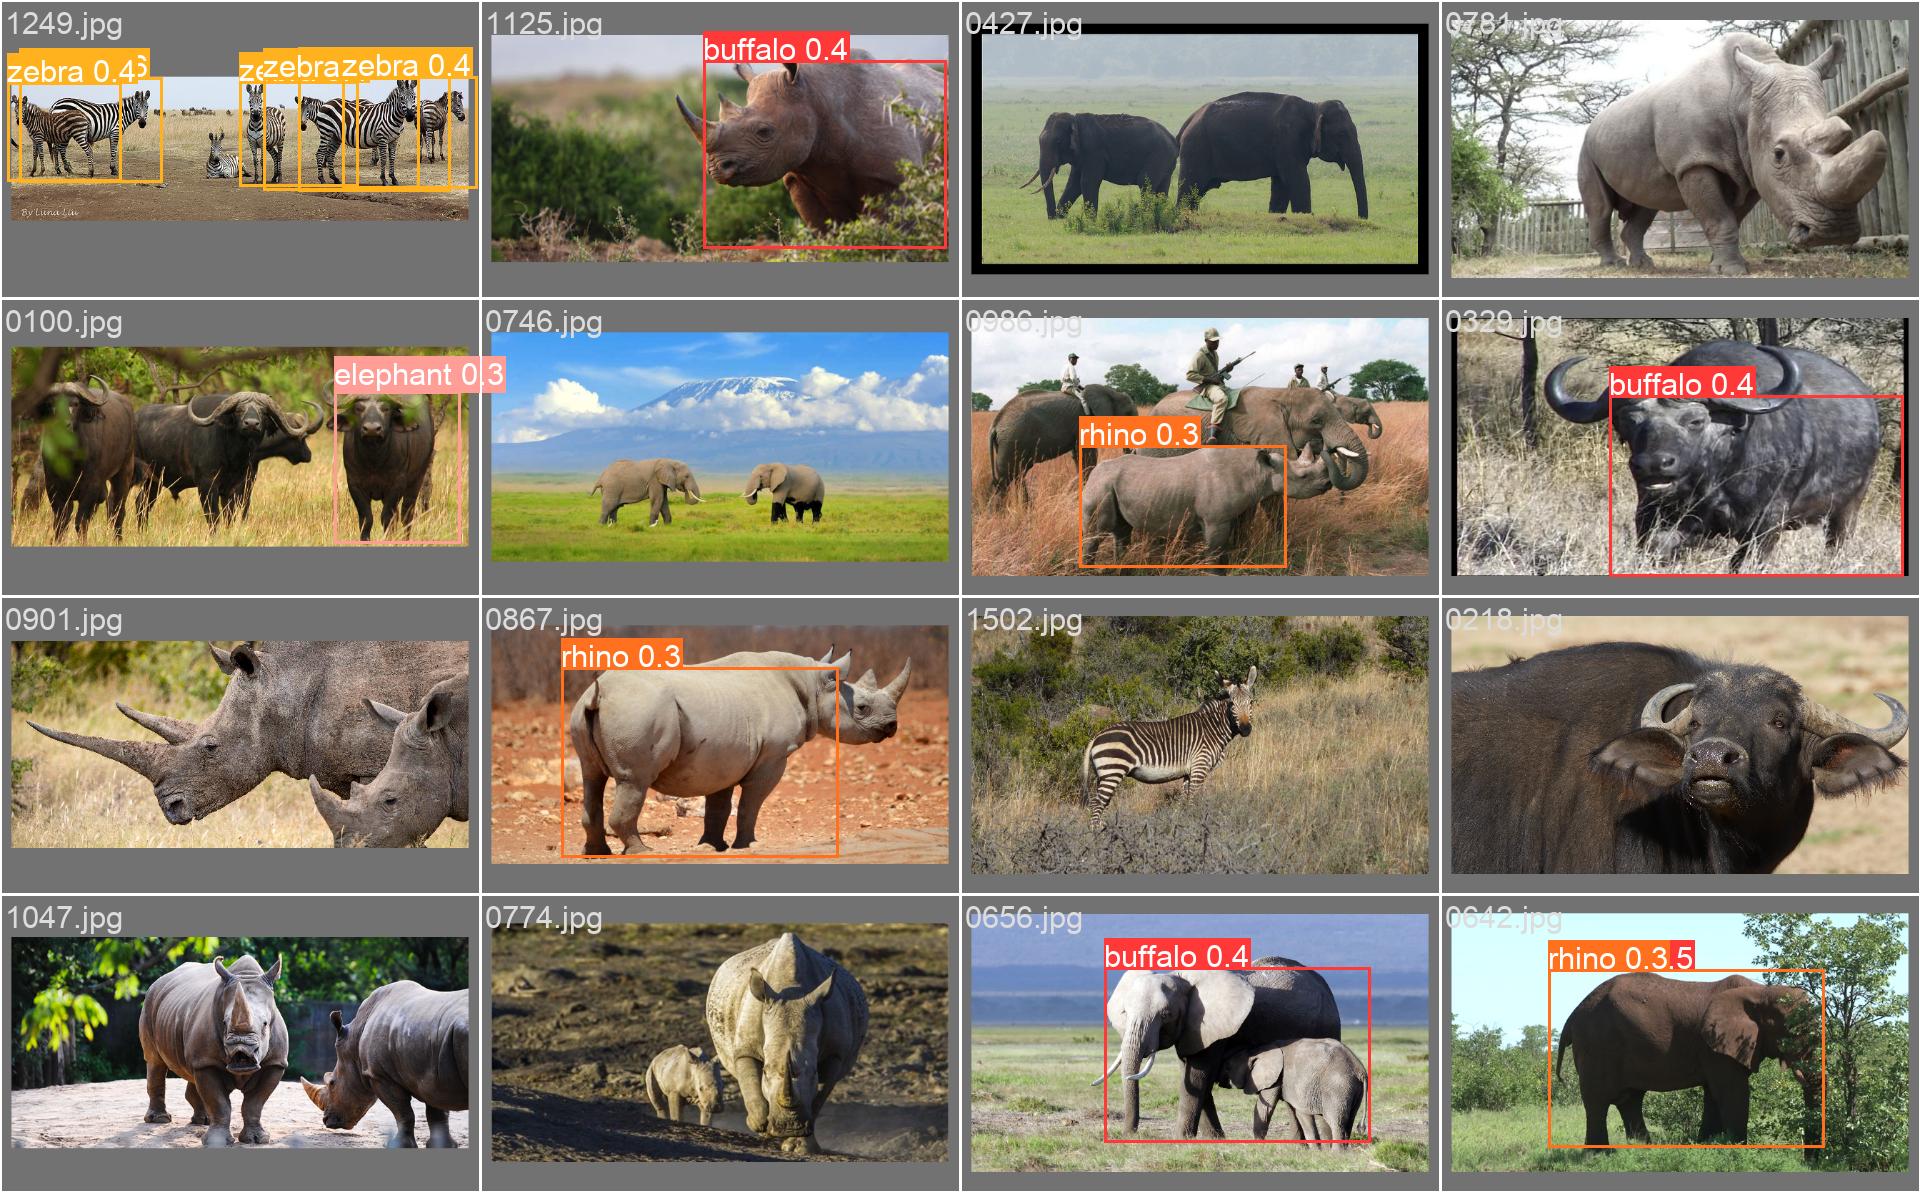 1249.jpg
zebra 0.4
zebra
zebra 0.4
By Luna Liu
1125.jpg
buffalo 0.4
0427.jpg
0781.jpg
0100.jpg
elephant 0.3
0746.jpg
0986.jpg
rhino 0.3
0329.jpg
buffalo 0.4
0901.jpg
0867.jpg
rhino 0.3
1502.jpg
0218.jpg
1047.jpg
0774.jpg
0656.jpg
buffalo 0.4
0642.jpg
rhino 0.3
.5